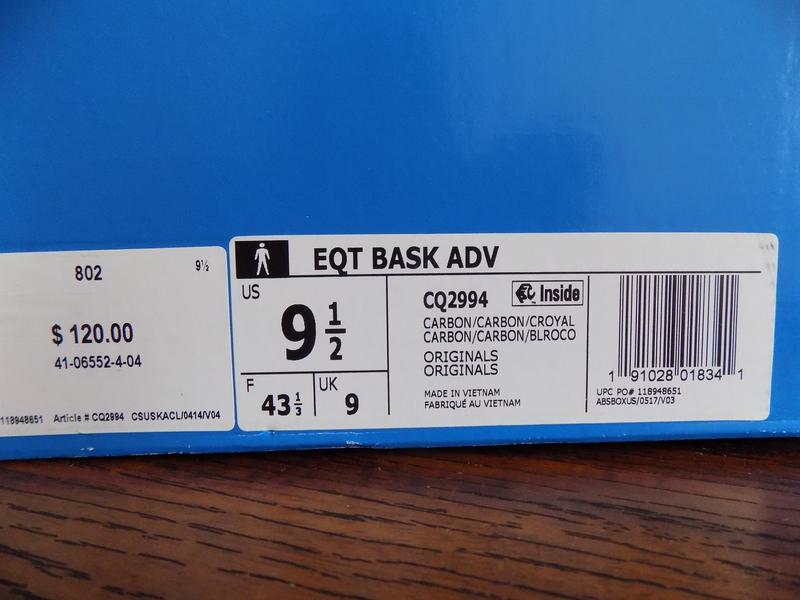 802
9½
$ 120.00
41-06552-4-04
118948651 Article # CQ2994 CSUSKACL/0414/V04
EQT BASK ADV
US
9 1/2
F
43 1/3
UK
9
CQ2994
Inside
CARBON/CARBON/CROYAL
CARBON/CARBON/BLROCO
ORIGINALS
ORIGINALS
MADE IN VIETNAM
FABRIQUÉ AU VIETNAM
1 91028 01834 1
UPC PO# 118948651
ABSBOXUS/0517/V03